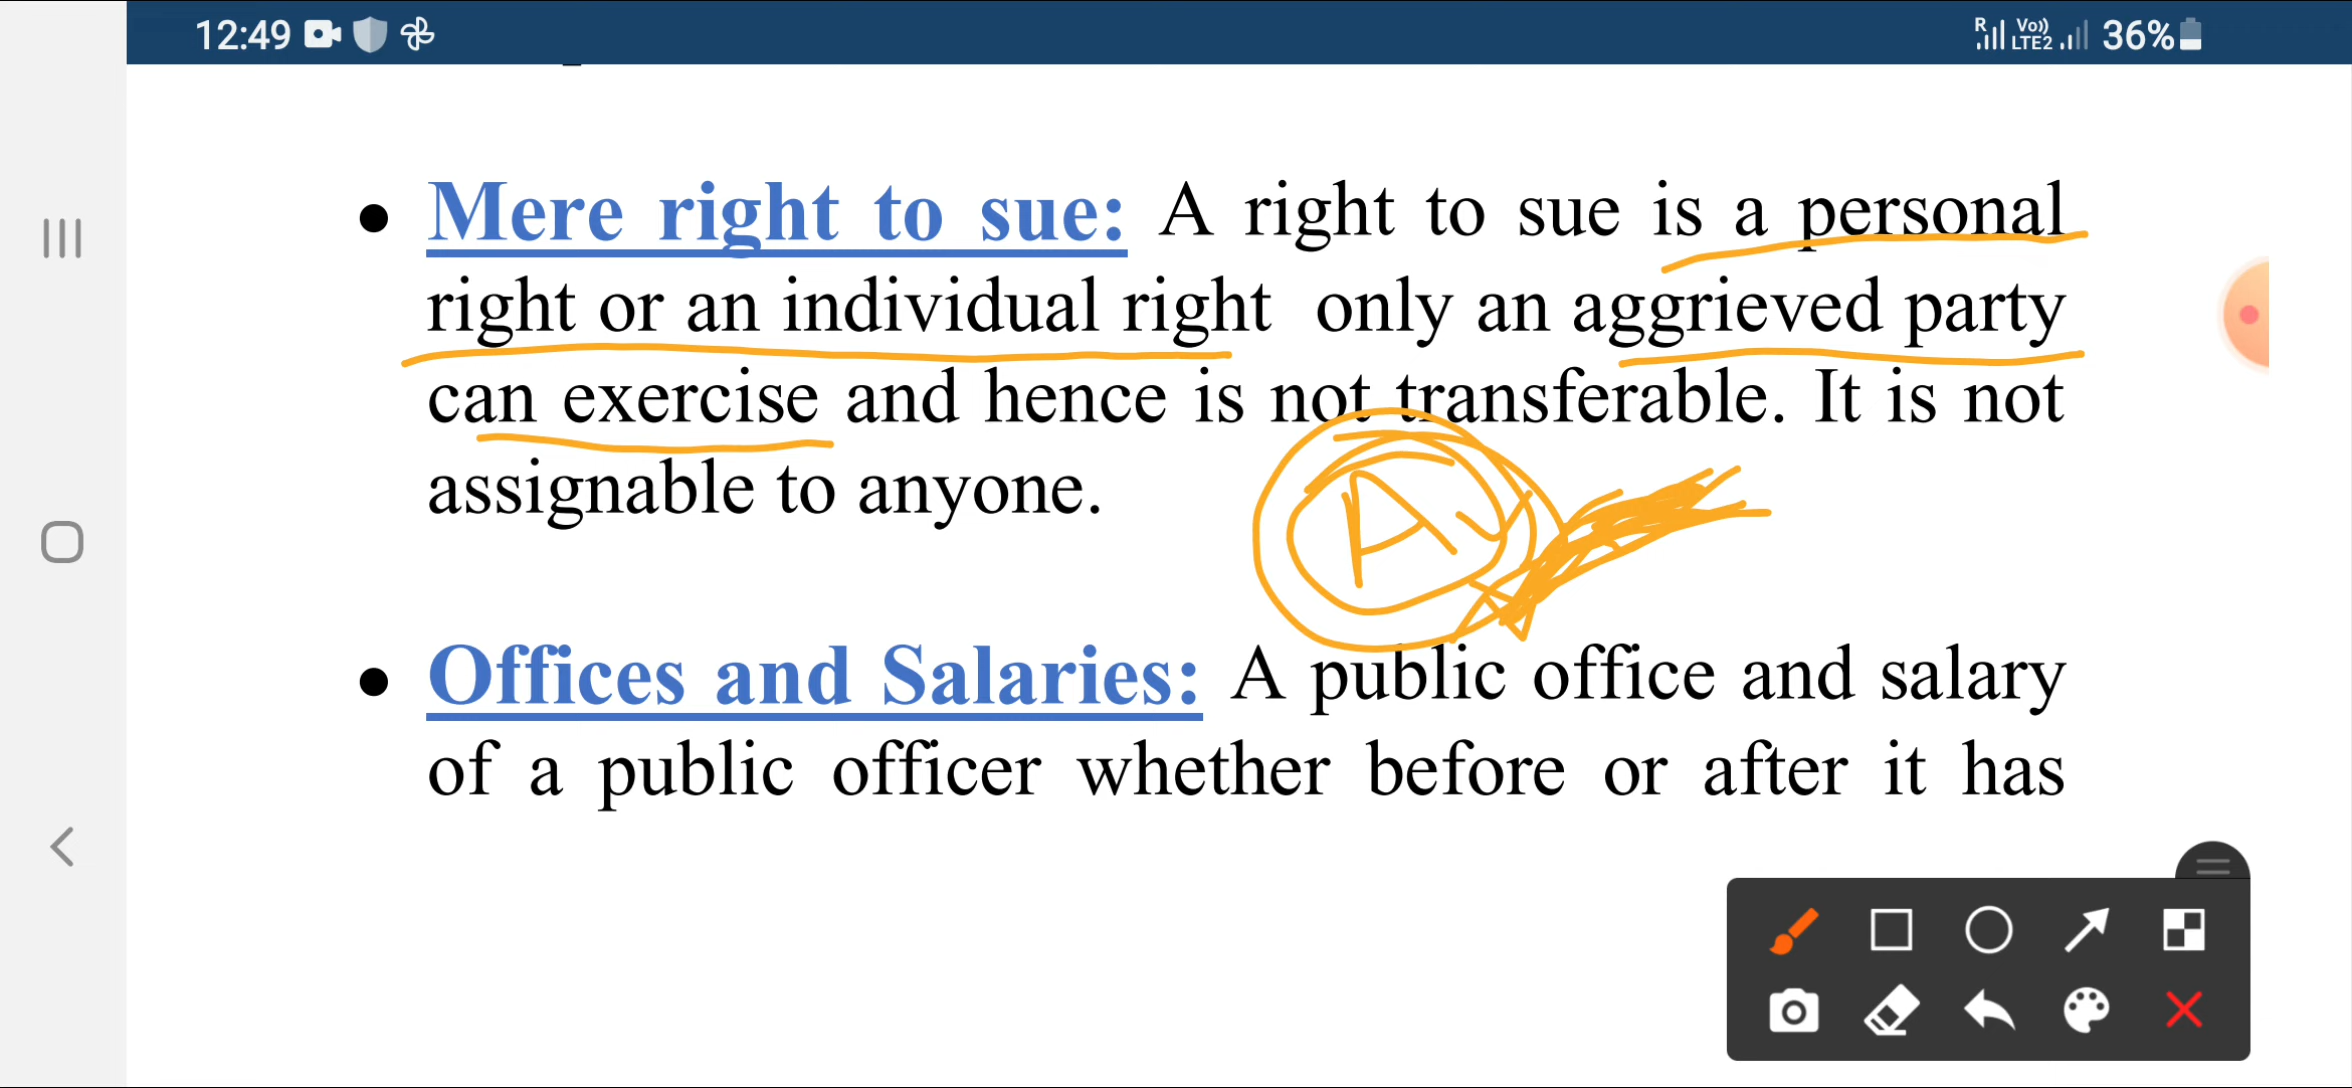 12:49 R Vo)) LTE2 36%
Mere right to sue: A right to sue is a personal
right or an individual right only an aggrieved party
can exercise and hence is not transferable. It is not
assignable to anyone.
A
Offices and Salaries: A public office and salary
of a public officer whether before or after it has